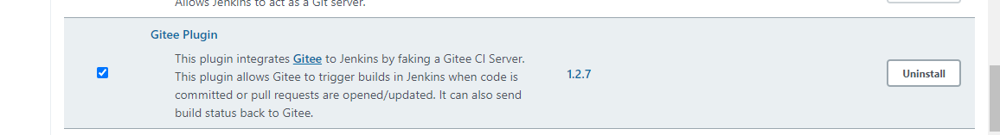 Allows Jenkins to act as a Git server.
Gitee Plugin
This plugin integrates Gitee to Jenkins by faking a Gitee CI Server.
This plugin allows Gitee to trigger builds in Jenkins when code is
1.2.7
Uninstall
committed or pull requests are opened/updated. It can also send
build status back to Gitee.